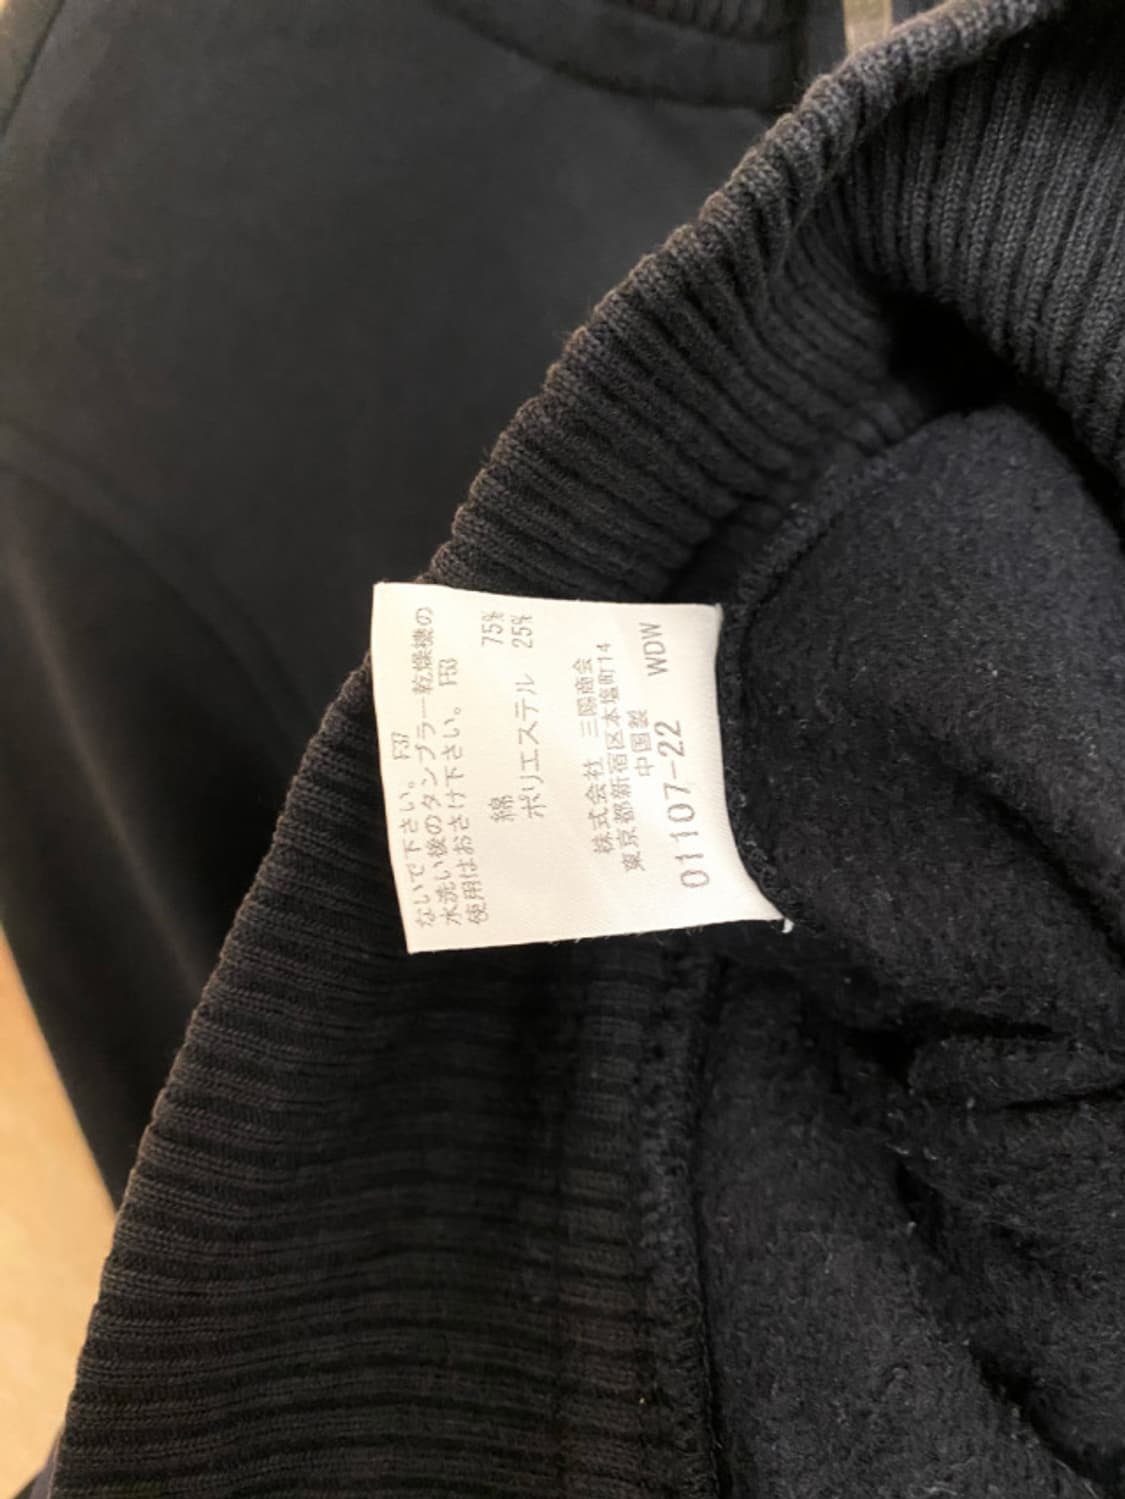 ないで下さい。 F37
水洗い後のタンブラー乾燥機の
使用はおさけ下さい。 F53
綿 75%
ポリエステル 25%
株式会社 三陽商会
東京都新宿区本塩町14
中国製
01107-22 WDW